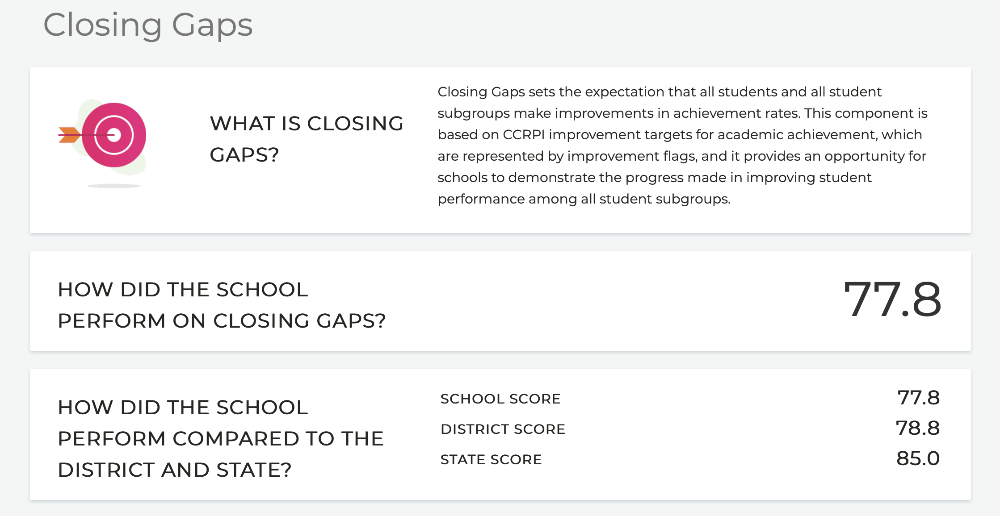 Closing Gaps
WHAT IS CLOSING
GAPS?
Closing Gaps sets the expectation that all students and all student
subgroups make improvements in achievement rates. This component is
based on CCRPI improvement targets for academic achievement, which
are represented by improvement flags, and it provides an opportunity for
schools to demonstrate the progress made in improving student
performance among all student subgroups.
HOW DID THE SCHOOL
PERFORM ON CLOSING GAPS?
77.8
HOW DID THE SCHOOL
PERFORM COMPARED TO THE
DISTRICT AND STATE?
SCHOOL SCORE 77.8
DISTRICT SCORE 78.8
STATE SCORE 85.0